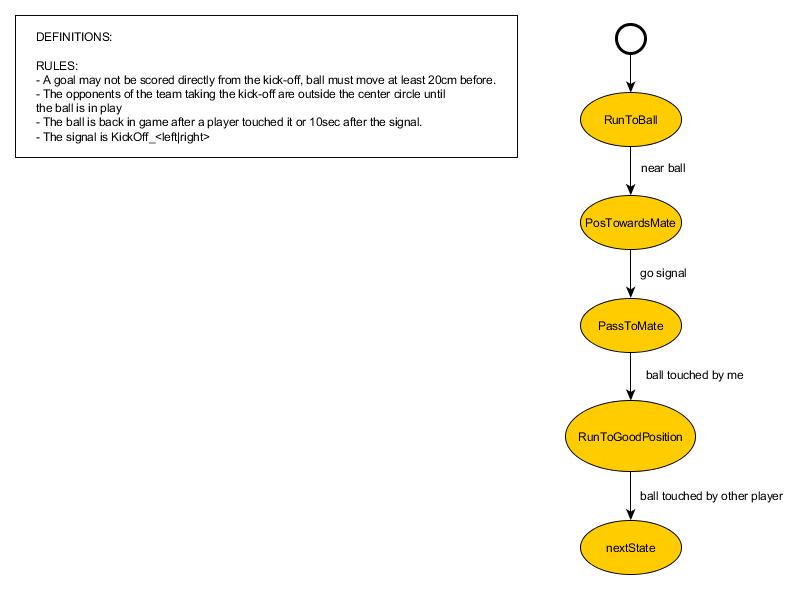 DEFINITIONS:
RULES:
- A goal may not be scored directly from the kick-off, ball must move at least 20cm before.
- The opponents of the team taking the kick-off are outside the center circle until
the ball is in play
- The ball is back in game after a player touched it or 10sec after the signal.
- The signal is KickOff_<left|right>
RunToBall
near ball
PosTowardsMate
go signal
PassToMate
ball touched by me
RunToGoodPosition
ball touched by other player
nextState